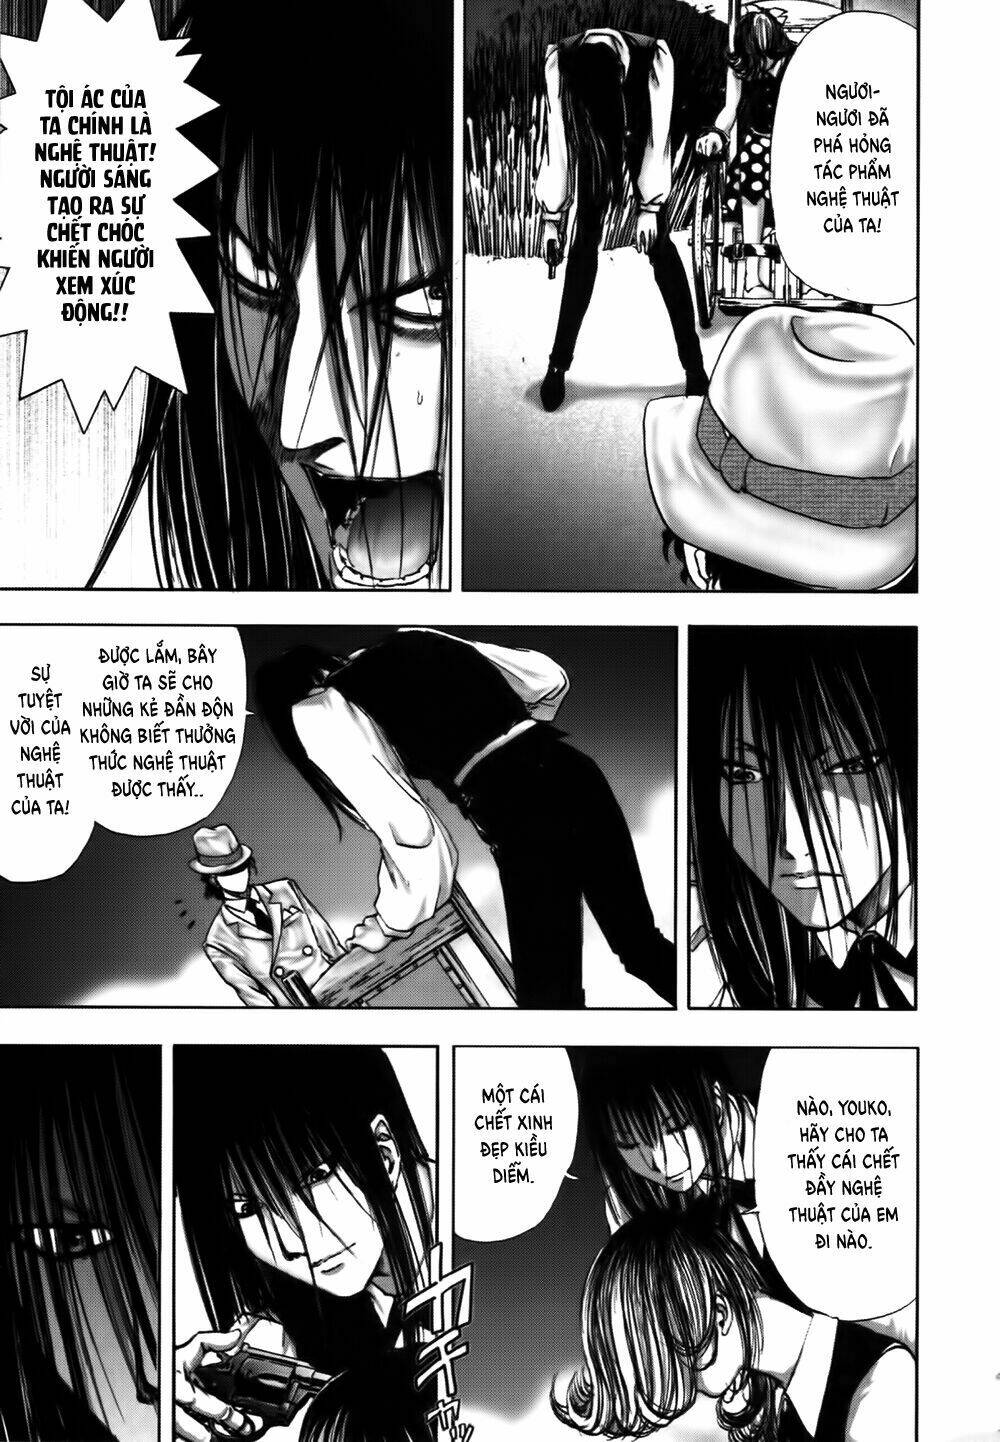 NGƯƠI-
NGƯƠI ĐÃ
PHÁ HỎNG
TÁC PHẨM
NGHỆ THUẬT
CỦA TA!
TỘI ÁC CỦA
TA CHÍNH LÀ
NGHỆ THUẬT!
NGƯỜI SÁNG
TẠO RA SỰ
CHẾT CHÓC
KHIẾN NGƯỜI
XEM XÚC
ĐỘNG!!
ĐƯỢC LẮM, BÂY
GIỜ TA SẼ CHO
NHỮNG KẺ ĐẦN ĐỘN
KHÔNG BIẾT THƯỞNG
THỨC NGHỆ THUẬT
ĐƯỢC THẤY..
SỰ
TUYỆT
VỜI CỦA
NGHỆ
THUẬT
CỦA TA!
NÀO, YOUKO,
HÃY CHO TA
THẤY CÁI CHẾT
ĐẦY NGHỆ
THUẬT CỦA EM
ĐI NÀO.
MỘT CÁI
CHẾT XINH
ĐẸP KIỀU
DIỄM.